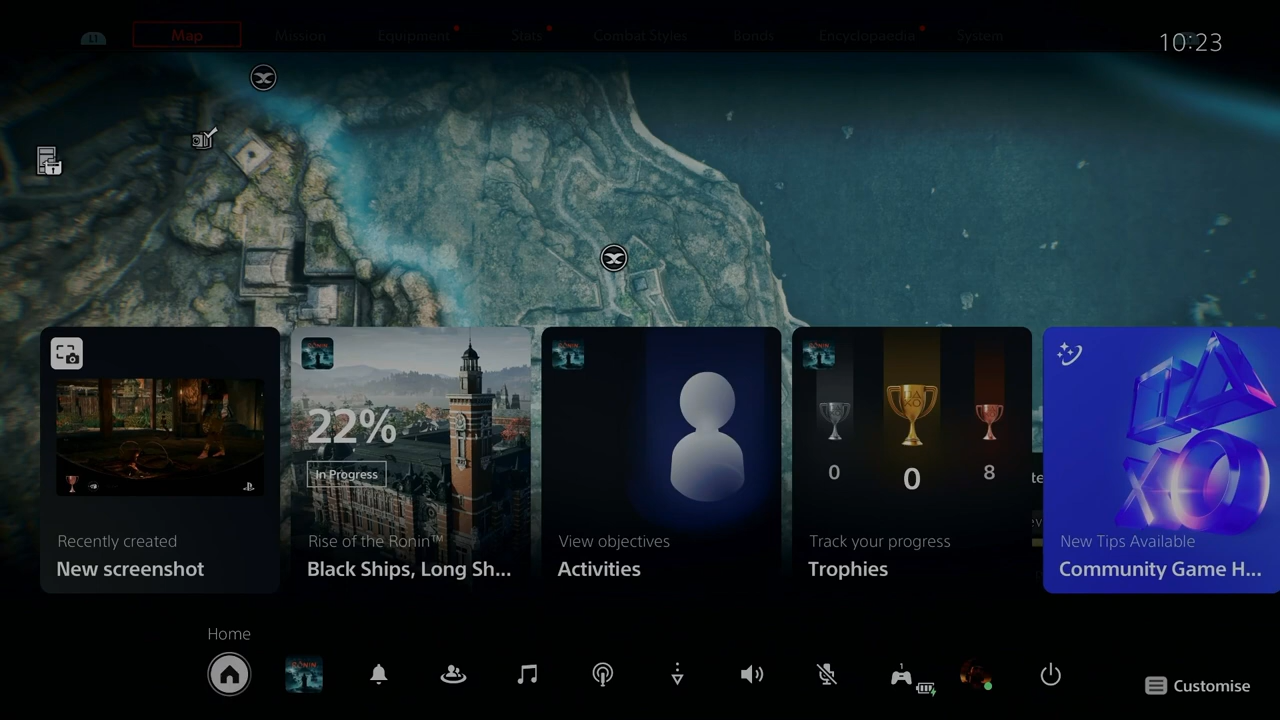 L1
Map
Mission
Equipment
Stats
Combat Styles
Bonds
Encyclopaedia
System
10:23
22%
In Progress
0
0
8
Recently created
New screenshot
Rise of the Ronin™
Black Ships, Long Sh...
View objectives
Activities
Track your progress
Trophies
New Tips Available
Community Game H...
Home
1
Customise